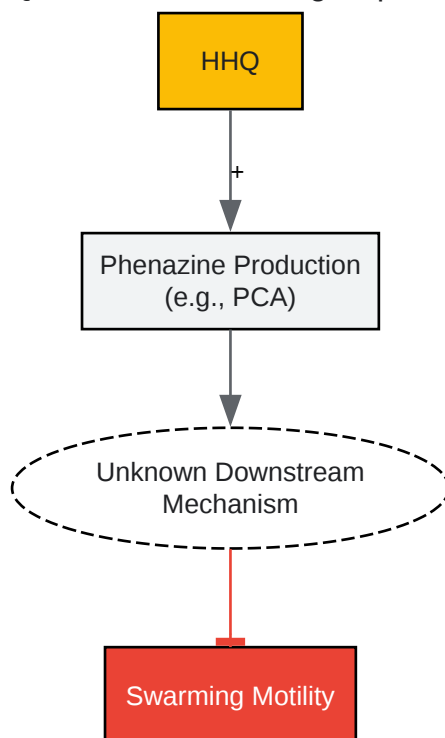 HHQ
+
Phenazine Production
(e.g., PCA)
Unknown Downstream
Mechanism
Swarming Motility